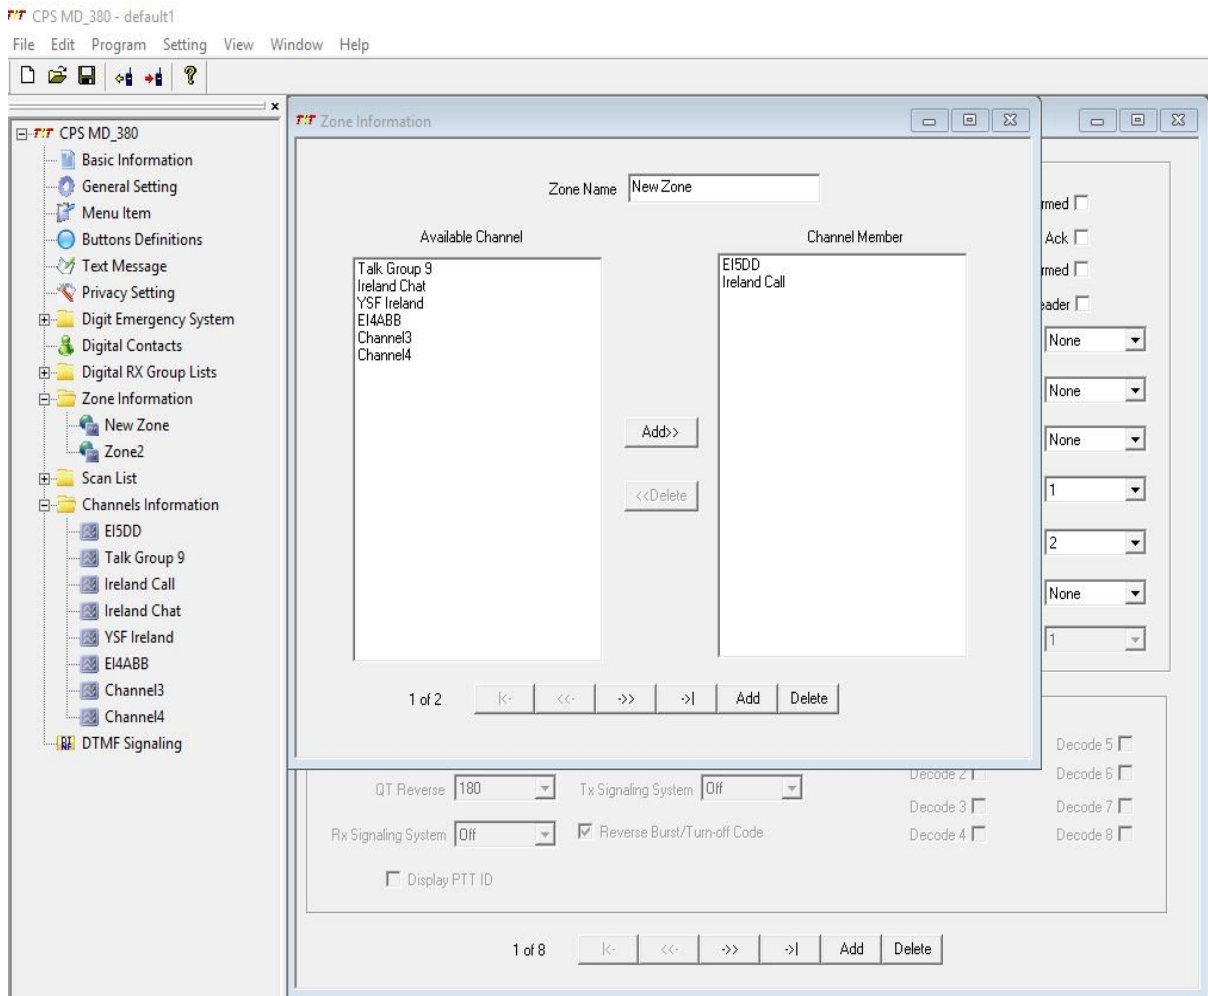 TYT CPS MD_380 - default1
File Edit Program Setting View Window Help
CPS MD_380
Basic Information
General Setting
Menu Item
Buttons Definitions
Text Message
Privacy Setting
Digit Emergency System
Digital Contacts
Digital RX Group Lists
Zone Information
New Zone
Zone2
Scan List
Channels Information
EI5DD
Talk Group 9
Ireland Call
Ireland Chat
YSF Ireland
EI4ABB
Channel3
Channel4
DTMF Signaling
Zone Information
Zone Name New Zone
Available Channel Channel Member
Talk Group 9
Ireland Chat
YSF Ireland
EI4ABB
Channel3
Channel4
EI5DD
Ireland Call
Add>>
<<Delete
1 of 2 |<- <<- ->> ->| Add Delete
rmed
Ack
rmed
eader
None
None
None
1
2
None
1
QT Reverse 180 Tx Signaling System Off
Rx Signaling System Off Reverse Burst/Turn-off Code
Display PTT ID
Decode 2
Decode 3
Decode 4
Decode 5
Decode 6
Decode 7
Decode 8
1 of 8 |<- <<- ->> ->| Add Delete